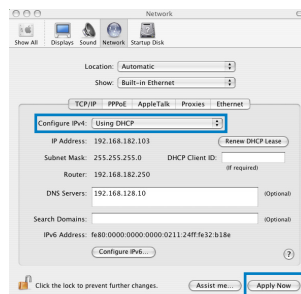 Network
Show All Displays Sound Network Startup Disk
Location: Automatic
Show: Built-in Ethernet
TCP/IP PPPoE AppleTalk Proxies Ethernet
Configure IPv4: Using DHCP
IP Address: 192.168.182.103 Renew DHCP Lease
Subnet Mask: 255.255.255.0 DHCP Client ID:
(If required)
Router: 192.168.182.250
DNS Servers: 192.168.128.10 (Optional)
Search Domains: (Optional)
IPv6 Address: fe80:0000:0000:0000:0211:24ff:fe32:b18e
Configure IPv6... ?
Click the lock to prevent further changes. Assist me... Apply Now